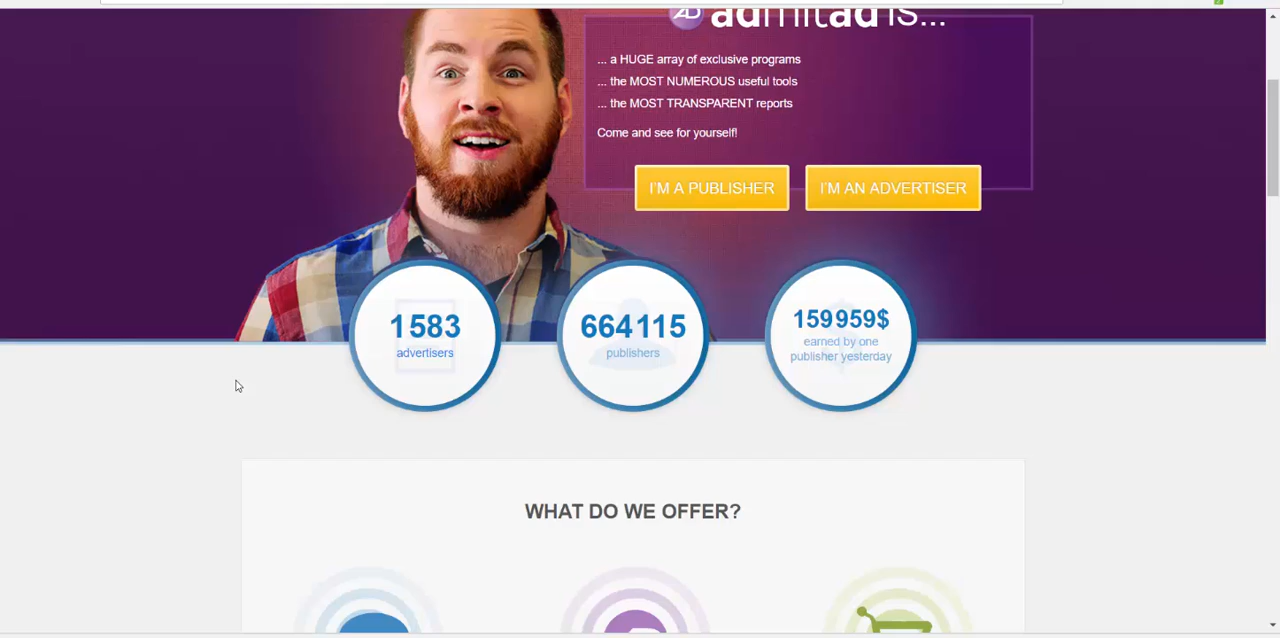 admitad is...
... a HUGE array of exclusive programs
... the MOST NUMEROUS useful tools
... the MOST TRANSPARENT reports
Come and see for yourself!
I'M A PUBLISHER
I'M AN ADVERTISER
1583
advertisers
664115
publishers
159959$
earned by one
publisher yesterday
WHAT DO WE OFFER?